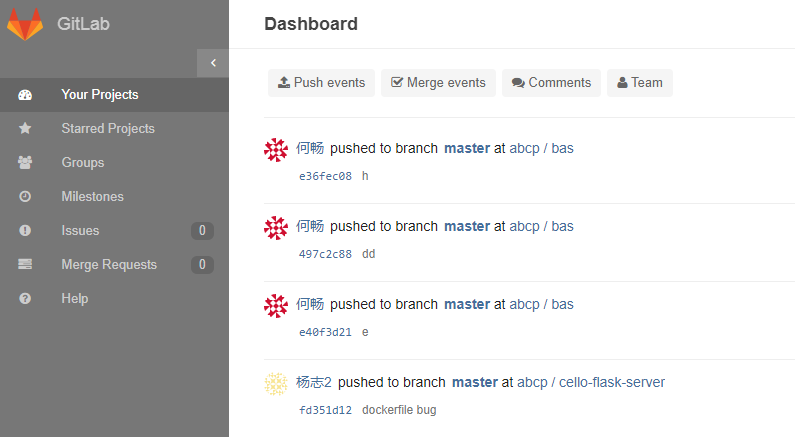 GitLab
Dashboard
Push events Merge events Comments Team
Your Projects
Starred Projects
Groups
Milestones
Issues 0
Merge Requests 0
Help
何畅 pushed to branch master at abcp / bas
e36fec08 h
何畅 pushed to branch master at abcp / bas
497c2c88 dd
何畅 pushed to branch master at abcp / bas
e40f3d21 e
杨志2 pushed to branch master at abcp / cello-flask-server
fd351d12 dockerfile bug